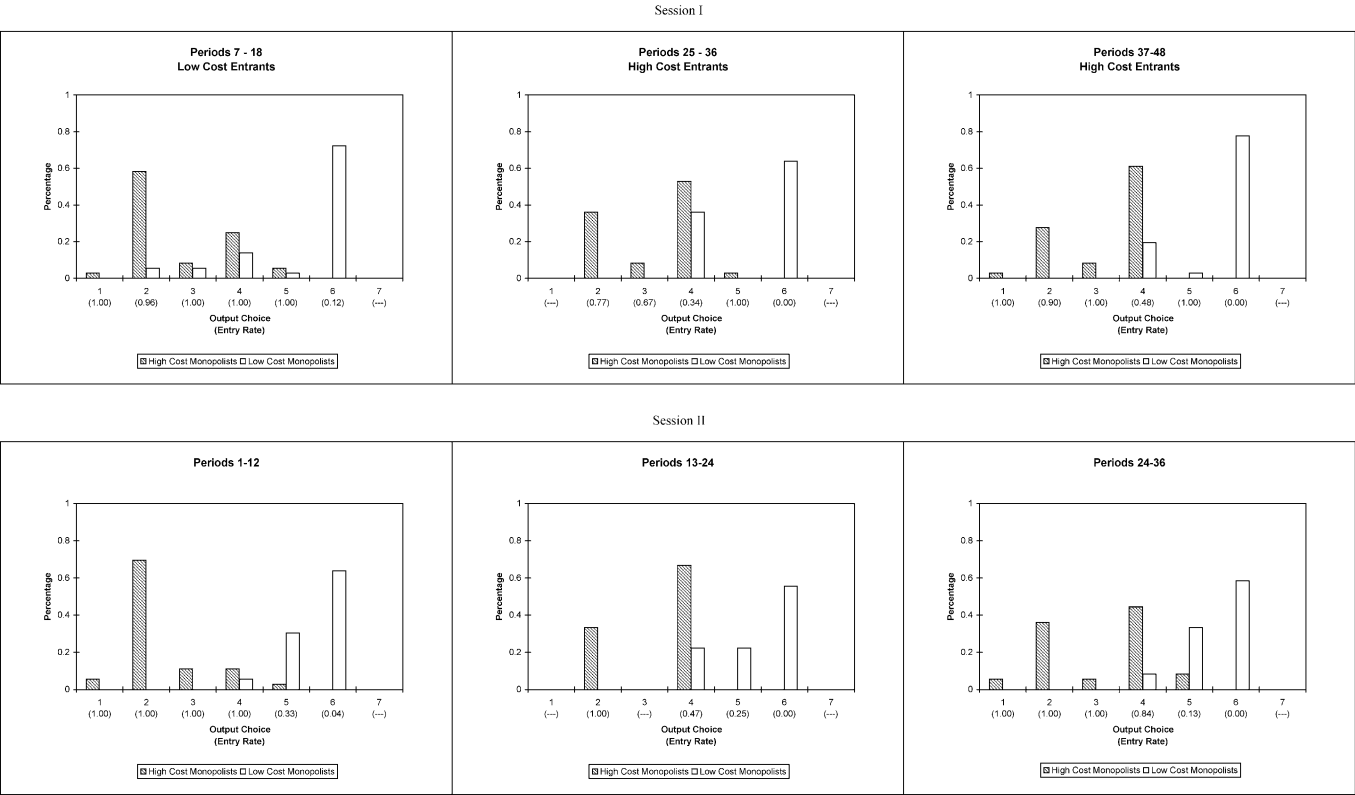 Session I
Periods 7 - 18
Low Cost Entrants
1
0.8
0.6
0.4
0.2
0
Percentage
1 2 3 4 5 6 7
(1.00) (0.96) (1.00) (1.00) (1.00) (0.12) (---)
Output Choice
(Entry Rate)
High Cost Monopolists Low Cost Monopolists
Periods 25 - 36
High Cost Entrants
1
0.8
0.6
0.4
0.2
0
Percentage
1 2 3 4 5 6 7
(---) (0.77) (0.67) (0.34) (1.00) (0.00) (---)
Output Choice
(Entry Rate)
High Cost Monopolists Low Cost Monopolists
Periods 37-48
High Cost Entrants
1
0.8
0.6
0.4
0.2
0
Percentage
1 2 3 4 5 6 7
(1.00) (0.90) (1.00) (0.48) (1.00) (0.00) (---)
Output Choice
(Entry Rate)
High Cost Monopolists Low Cost Monopolists
Session II
Periods 1-12
1
0.8
0.6
0.4
0.2
0
Percentage
1 2 3 4 5 6 7
(1.00) (1.00) (1.00) (1.00) (0.33) (0.04) (---)
Output Choice
(Entry Rate)
High Cost Monopolists Low Cost Monopolists
Periods 13-24
1
0.8
0.6
0.4
0.2
0
Percentage
1 2 3 4 5 6 7
(---) (1.00) (---) (0.47) (0.25) (0.00) (---)
Output Choice
(Entry Rate)
High Cost Monopolists Low Cost Monopolists
Periods 24-36
1
0.8
0.6
0.4
0.2
0
Percentage
1 2 3 4 5 6 7
(1.00) (1.00) (1.00) (0.84) (0.13) (0.00) (---)
Output Choice
(Entry Rate)
High Cost Monopolists Low Cost Monopolists